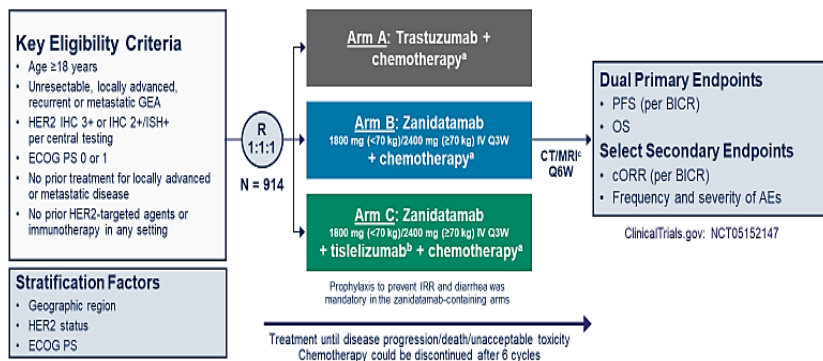 Key Eligibility Criteria
• Age ≥18 years
• Unresectable, locally advanced,
recurrent or metastatic GEA
• HER2 IHC 3+ or IHC 2+/ISH+
per central testing
• ECOG PS 0 or 1
• No prior treatment for locally advanced
or metastatic disease
• No prior HER2-targeted agents or
immunotherapy in any setting
Stratification Factors
• Geographic region
• HER2 status
• ECOG PS
R
1:1:1
N = 914
Arm A: Trastuzumab +
chemotherapyᵃ
Arm B: Zanidatamab
1800 mg (<70 kg)/2400 mg (≥70 kg) IV Q3W
+ chemotherapyᵃ
Arm C: Zanidatamab
1800 mg (<70 kg)/2400 mg (≥70 kg) IV Q3W
+ tislelizumabᵇ + chemotherapyᵃ
Prophylaxis to prevent IRR and diarrhea was
mandatory in the zanidatamab-containing arms
Treatment until disease progression/death/unacceptable toxicity
Chemotherapy could be discontinued after 6 cycles
CT/MRIᶜ
Q6W
Dual Primary Endpoints
• PFS (per BICR)
• OS
Select Secondary Endpoints
• cORR (per BICR)
• Frequency and severity of AEs
ClinicalTrials.gov: NCT05152147